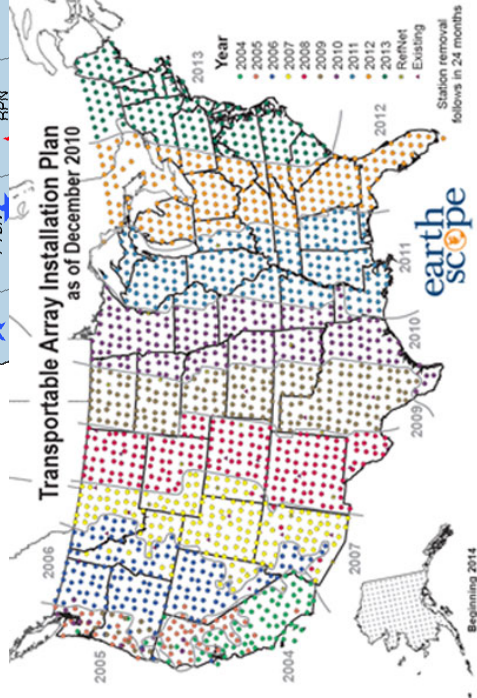 RPN
Transportable Array Installation Plan
as of December 2010
2013
Year
2004
2005
2006
2007
2008
2009
2010
2011
2012
2013
RefNet
Existing
Station removal
follows in 24 months
2012
2011
2010
2009
2007
2004
2005
2006
earth
scope
Beginning 2014